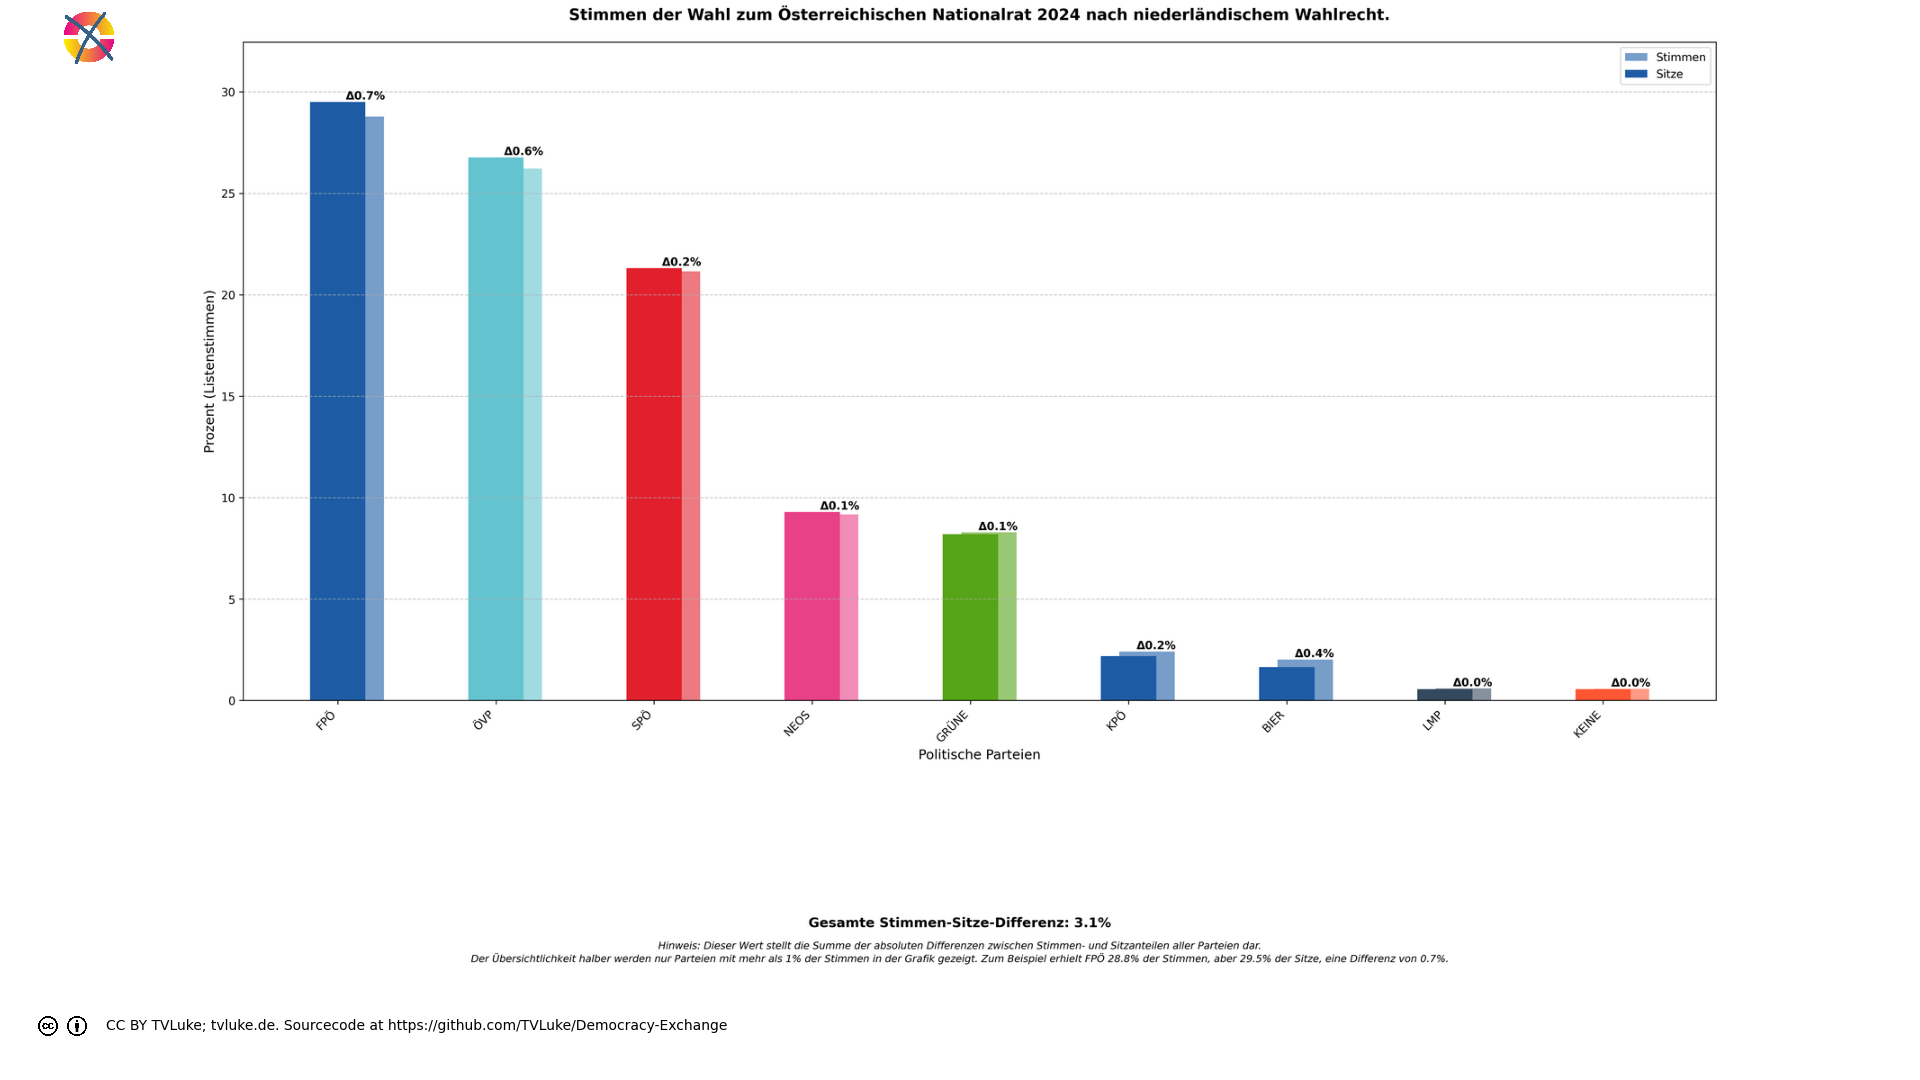 Stimmen der Wahl zum Österreichischen Nationalrat 2024 nach niederländischem Wahlrecht.
Stimmen
Sitze
Prozent (Listenstimmen)
30
25
20
15
10
5
0
Δ0.7%
Δ0.6%
Δ0.2%
Δ0.1%
Δ0.1%
Δ0.2%
Δ0.4%
Δ0.0%
Δ0.0%
FPÖ
ÖVP
SPÖ
NEOS
GRÜNE
KPÖ
BIER
LMP
KEINE
Politische Parteien
Gesamte Stimmen-Sitze-Differenz: 3.1%
Hinweis: Dieser Wert stellt die Summe der absoluten Differenzen zwischen Stimmen- und Sitzanteilen aller Parteien dar.
Der Übersichtlichkeit halber werden nur Parteien mit mehr als 1% der Stimmen in der Grafik gezeigt. Zum Beispiel erhielt FPÖ 28.8% der Stimmen, aber 29.5% der Sitze, eine Differenz von 0.7%.
cc CC BY TVLuke; tvluke.de. Sourcecode at https://github.com/TVLuke/Democracy-Exchange